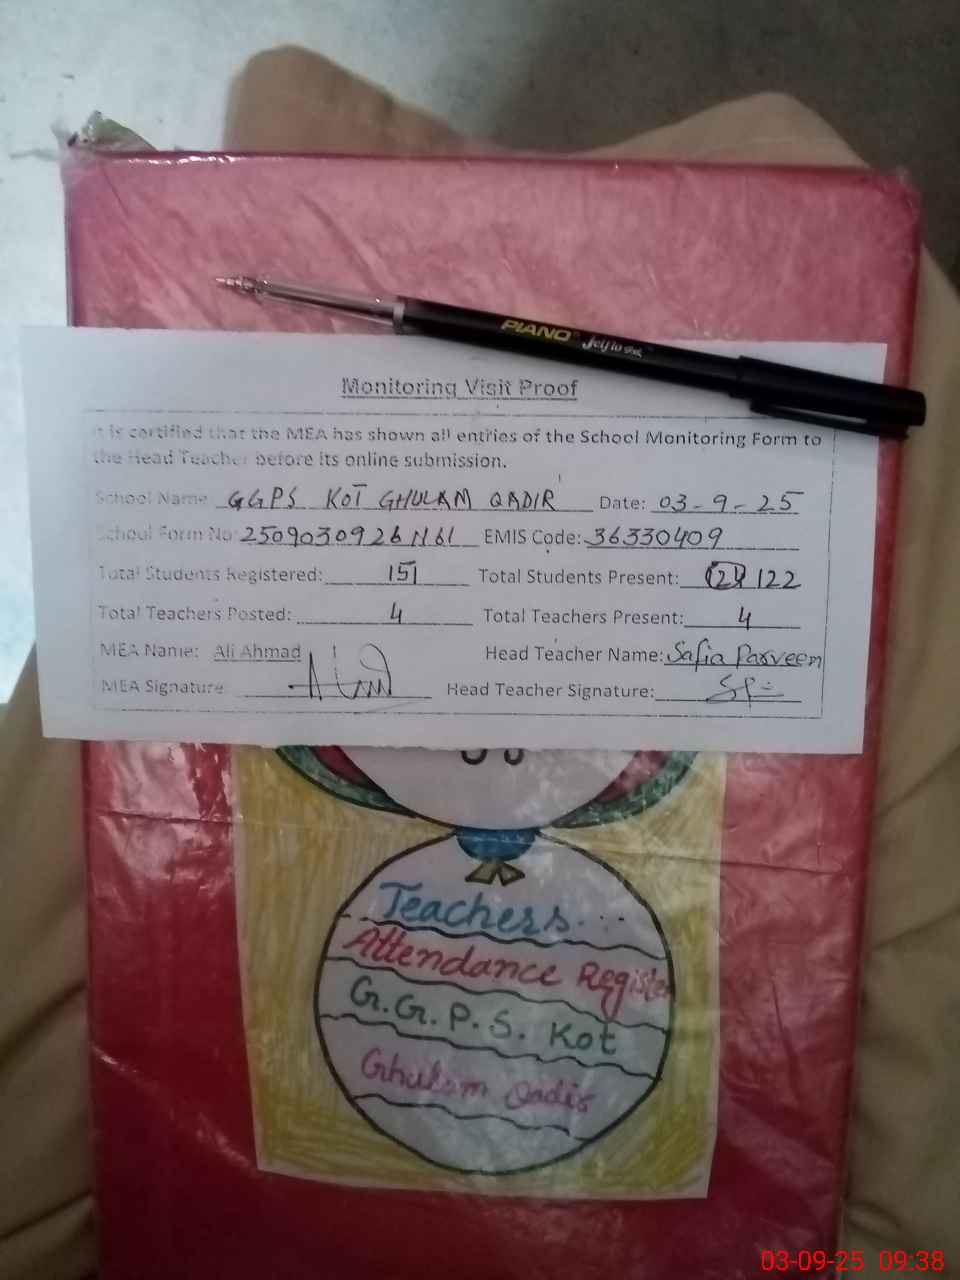 PIANO
Monitoring Visit Proof
It is certified that the MEA has shown all entries of the School Monitoring Form to
the Head Teacher before its online submission.
School Name: GGPS KOT GHULAM QADIR Date: 03-9-25
School Form No: EMIS Code: 36330409
Total Students Registered: 151 Total Students Present: 122
Total Teachers Posted: 4 Total Teachers Present: 4
MEA Name: Ali Ahmad Head Teacher Name: Safia Parveen
MEA Signature: Head Teacher Signature:
Teachers...
Attendance Register
G.G.P.S. Kot
Ghulam Qadir
03-09-25 09:38